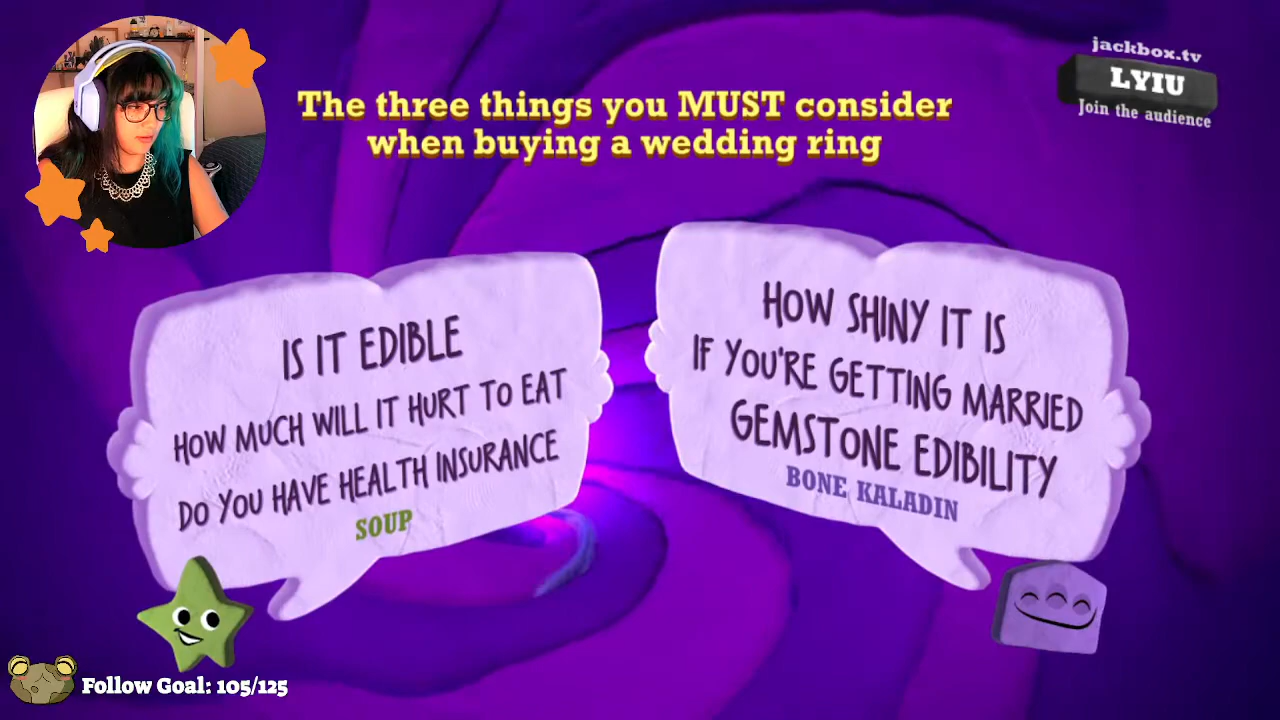 jackbox.tv
LYIU
Join the audience
The three things you MUST consider
when buying a wedding ring
IS IT EDIBLE
HOW MUCH WILL IT HURT TO EAT
DO YOU HAVE HEALTH INSURANCE
SOUP
HOW SHINY IT IS
IF YOU'RE GETTING MARRIED
GEMSTONE EDIBILITY
BONE KALADIN
Follow Goal: 105/125